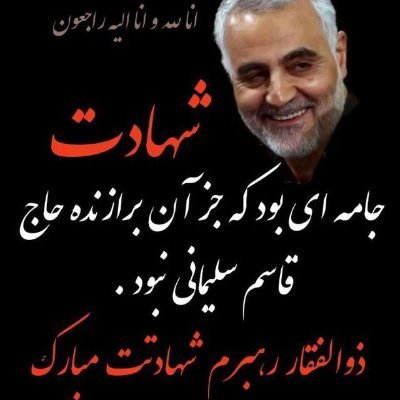 انا لله و انا الیه راجعون
شهادت
جامه ای بود که جز آن برازنده حاج
قاسم سلیمانی نبود .
ذوالفقار رهبرم شهادتت مبارک